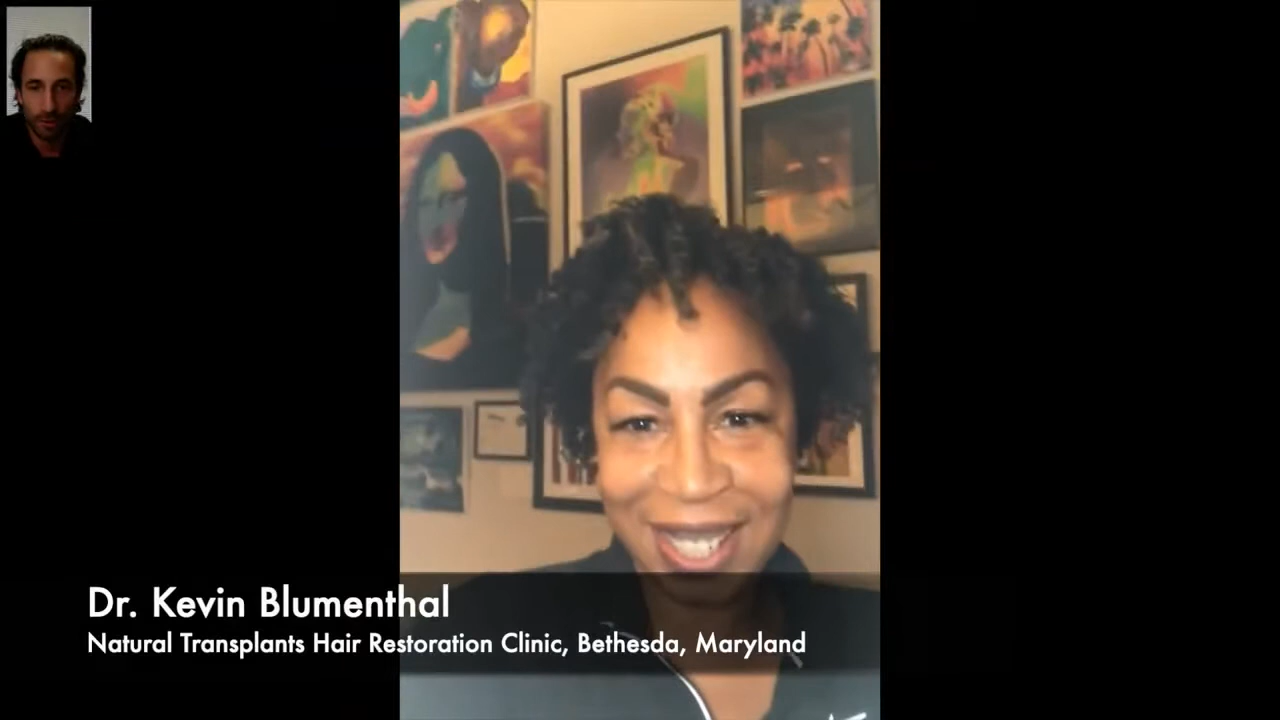 Dr. Kevin Blumenthal
Natural Transplants Hair Restoration Clinic, Bethesda, Maryland